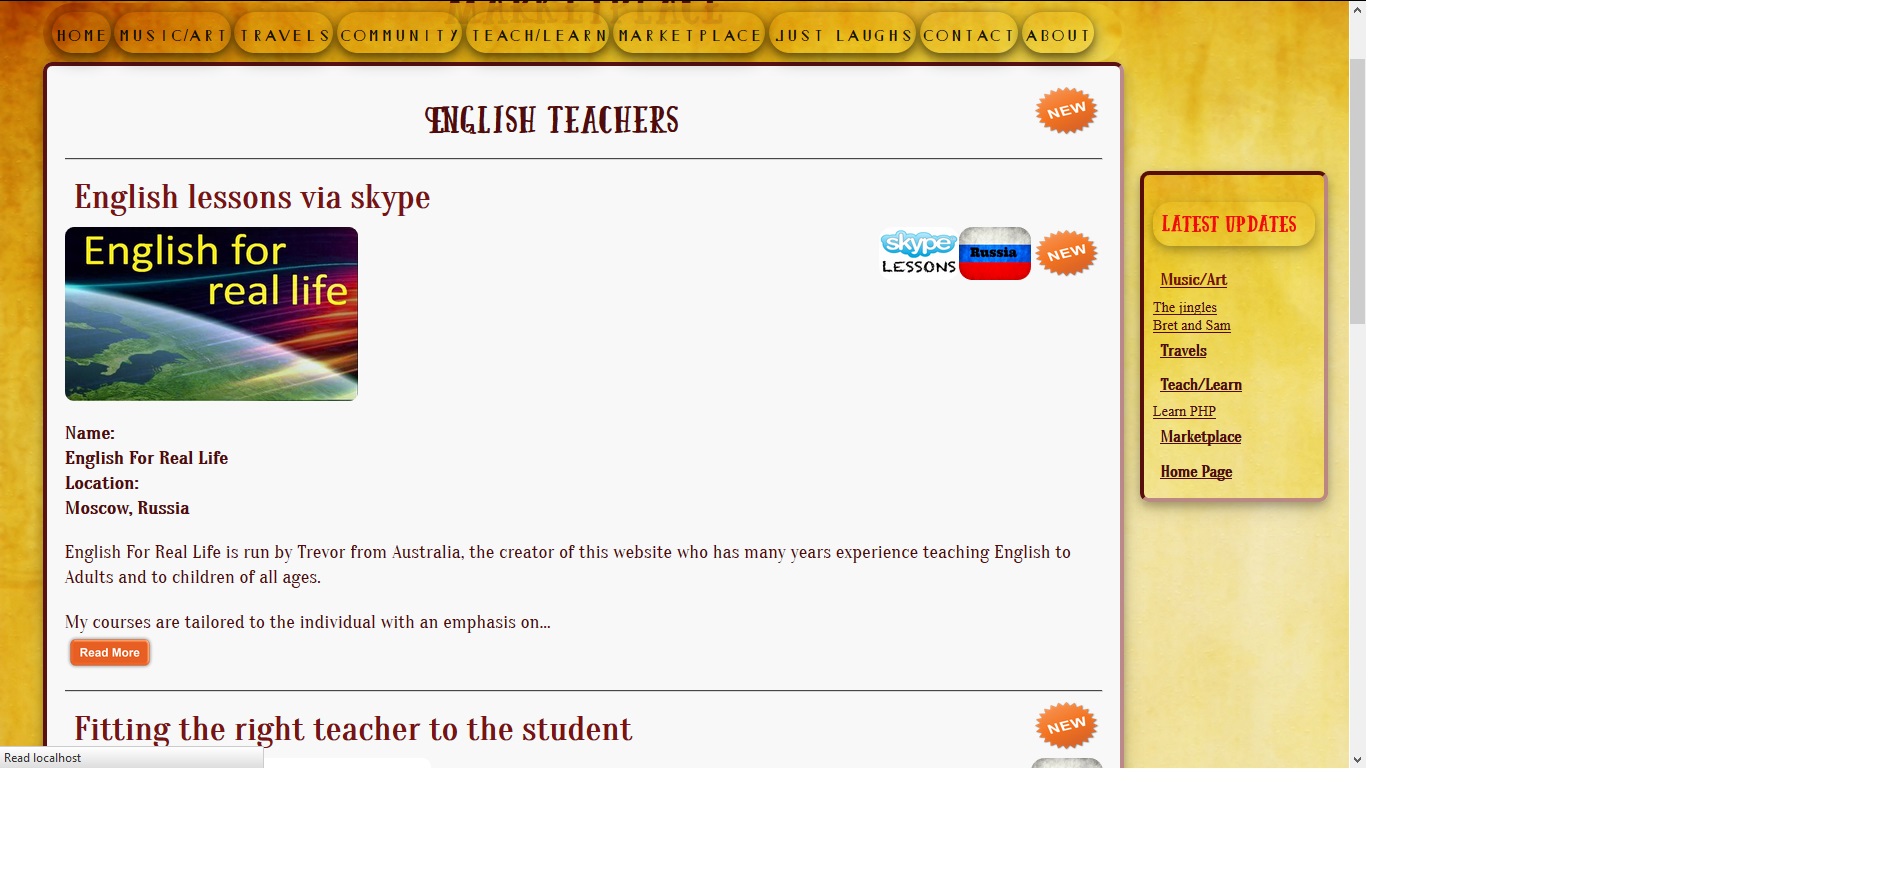 MARKETPLACE
HOME MUSIC/ART TRAVELS COMMUNITY TEACH/LEARN MARKETPLACE JUST LAUGHS CONTACT ABOUT
ENGLISH TEACHERS
NEW
English lessons via skype
English for
real life
skype
LESSONS
Russia
NEW
Name:
English For Real Life
Location:
Moscow, Russia
English For Real Life is run by Trevor from Australia, the creator of this website who has many years experience teaching English to
Adults and to children of all ages.
My courses are tailored to the individual with an emphasis on...
Read More
Fitting the right teacher to the student
NEW
Read localhost
LATEST UPDATES
Music/Art
The jingles
Bret and Sam
Travels
Teach/Learn
Learn PHP
Marketplace
Home Page